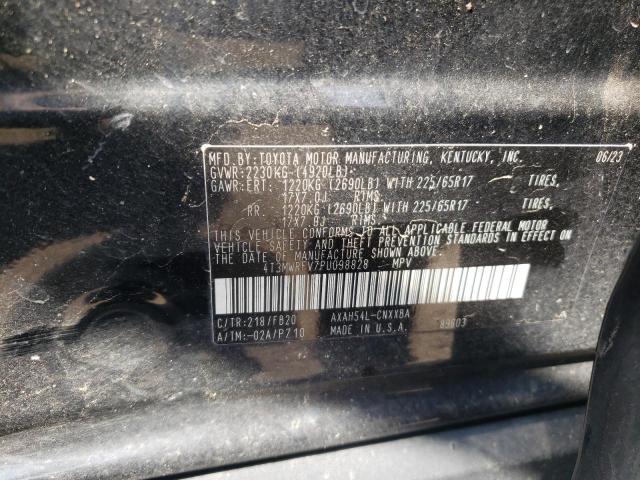 MFD. BY: TOYOTA MOTOR MANUFACTURING, KENTUCKY, INC. 06/23
GVWR: 2230KG (4920LB)
GAWR: FRT: 1220KG (2690LB) WITH 225/65R17 TIRES,
17X7.0J RIMS
RR: 1220KG (2690LB) WITH 225/65R17 TIRES,
17X7.0J RIMS
THIS VEHICLE CONFORMS TO ALL APPLICABLE FEDERAL MOTOR
VEHICLE SAFETY AND THEFT PREVENTION STANDARDS IN EFFECT ON
THE DATE OF MANUFACTURE SHOWN ABOVE.
4T3MWRFV7PU098828 MPV
C/TR: 218/FB20 AXAH54L-CNXXBA
A/TM: -02A/P710 MADE IN U.S.A.